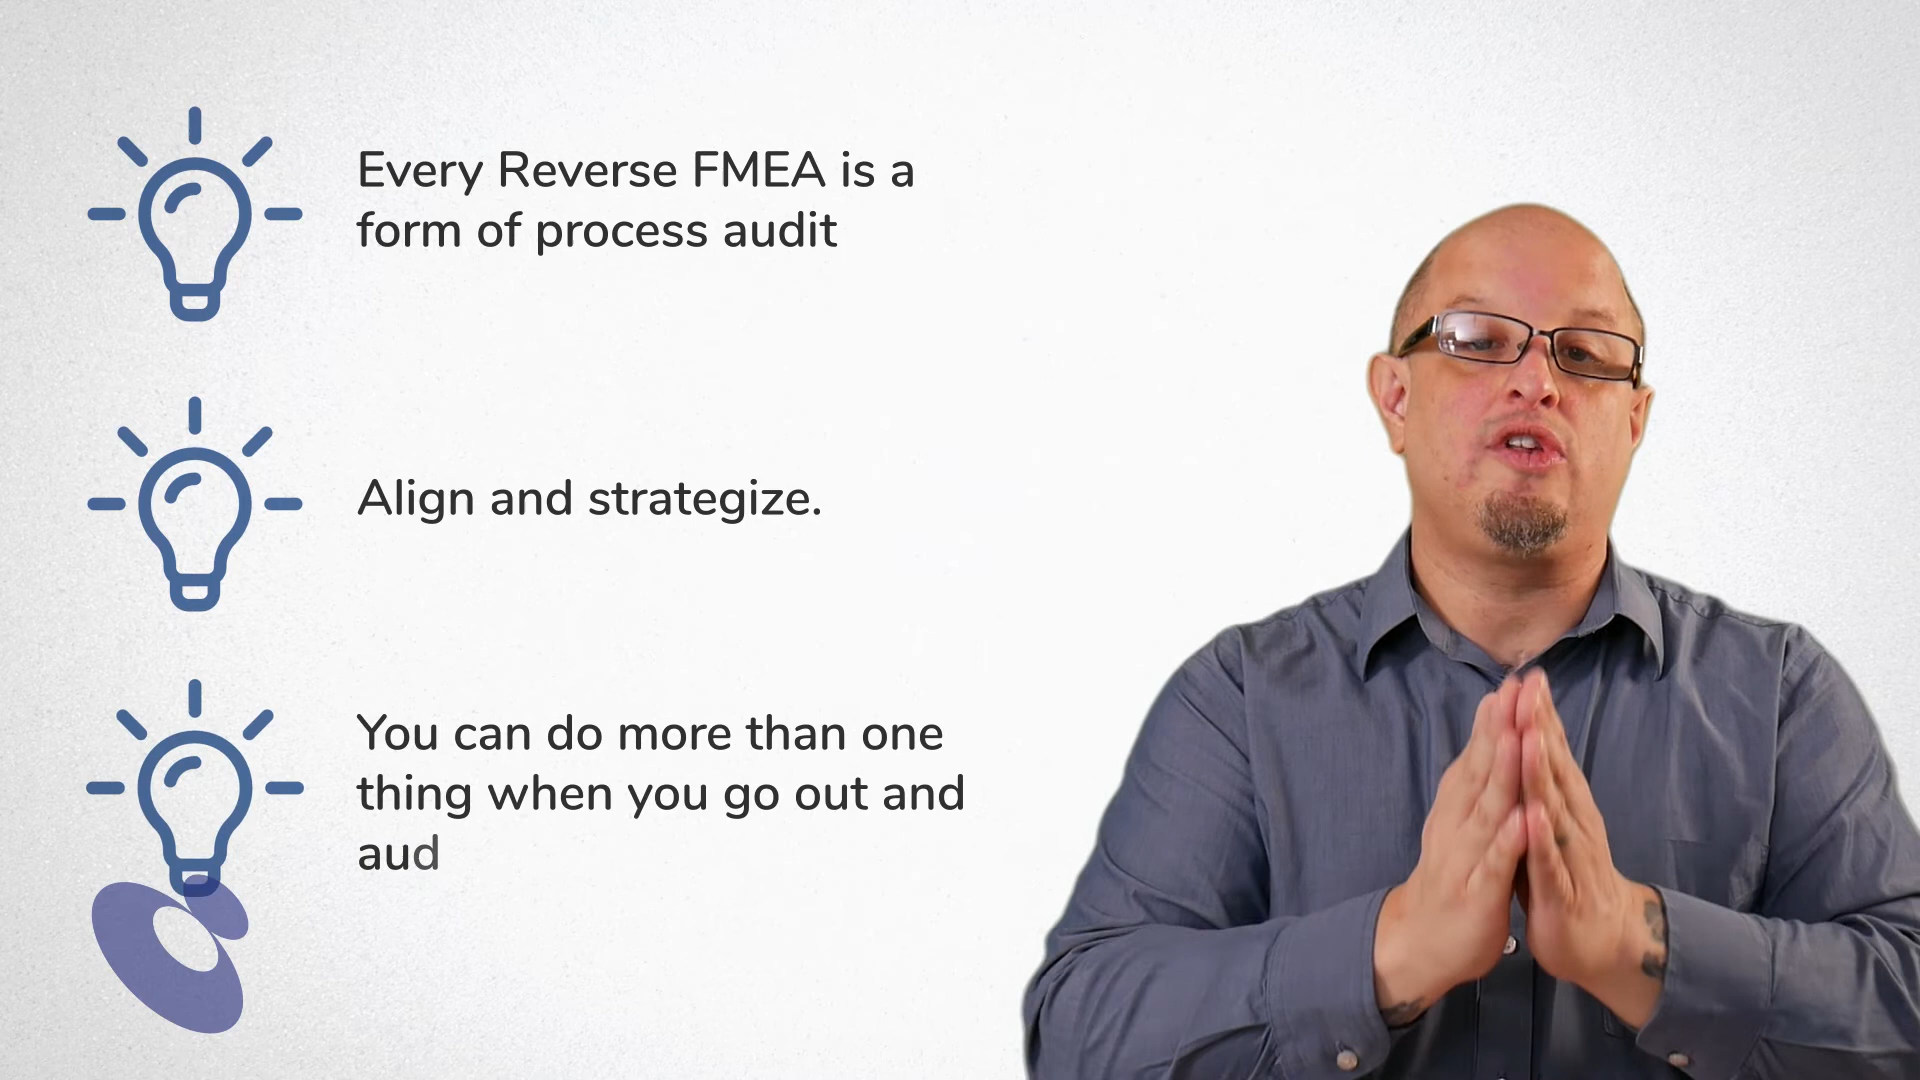 Every Reverse FMEA is a
form of process audit
Align and strategize.
You can do more than one
thing when you go out and
aud